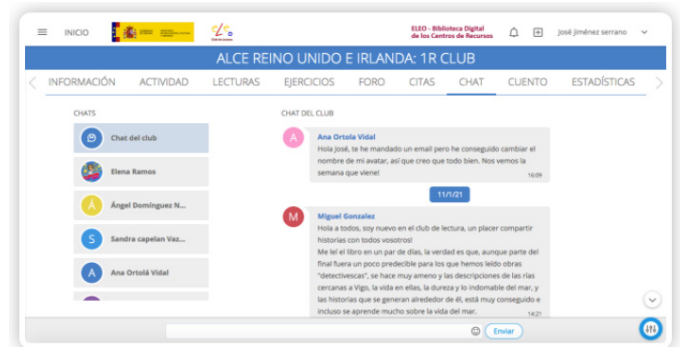 INICIO
ELEO - Biblioteca Digital
de los Centros de Recursos
José Jiménez serrano
ALCE REINO UNIDO E IRLANDA: 1R CLUB
INFORMACIÓN ACTIVIDAD LECTURAS EJERCICIOS FORO CITAS CHAT CUENTO ESTADÍSTICAS
CHATS
Chat del club
Elena Ramos
Á
Ángel Domínguez N...
S
Sandra capelan Vaz...
A
Ana Ortolá Vidal
CHAT DEL CLUB
A
Ana Ortola Vidal
Hola José, te he mandado un email pero he conseguido cambiar el
nombre de mi avatar, así que creo que todo bien. Nos vemos la
semana que viene!
16:09
11/1/21
M
Miguel Gonzalez
Hola a todos, soy nuevo en el club de lectura, un placer compartir
historias con todos vosotros!
Me leí el libro en un par de días, la verdad es que, aunque parte del
final fuera un poco predecible para los que hemos leído obras
"detectivescas", se hace muy ameno y las descripciones de las rías
cercanas a Vigo, la vida en ellas, la dureza y lo indomable del mar, y
las historias que se generan alrededor de él, está muy conseguido e
incluso se aprende mucho sobre la vida del mar.
14:21
Enviar